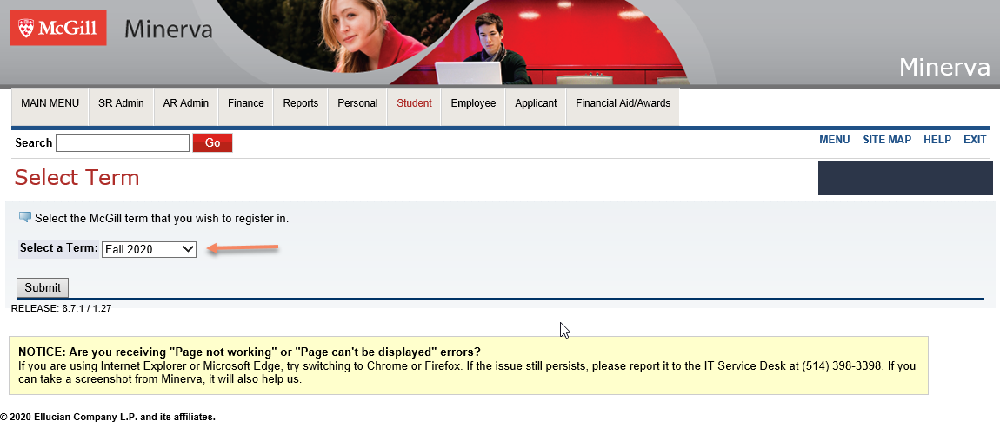 McGill Minerva
Minerva
MAIN MENU SR Admin AR Admin Finance Reports Personal Student Employee Applicant Financial Aid/Awards
Search Go MENU SITE MAP HELP EXIT
Select Term
Select the McGill term that you wish to register in.
Select a Term: Fall 2020
Submit
RELEASE: 8.7.1 / 1.27
NOTICE: Are you receiving "Page not working" or "Page can't be displayed" errors?
If you are using Internet Explorer or Microsoft Edge, try switching to Chrome or Firefox. If the issue still persists, please report it to the IT Service Desk at (514) 398-3398. If you
can take a screenshot from Minerva, it will also help us.
© 2020 Ellucian Company L.P. and its affiliates.